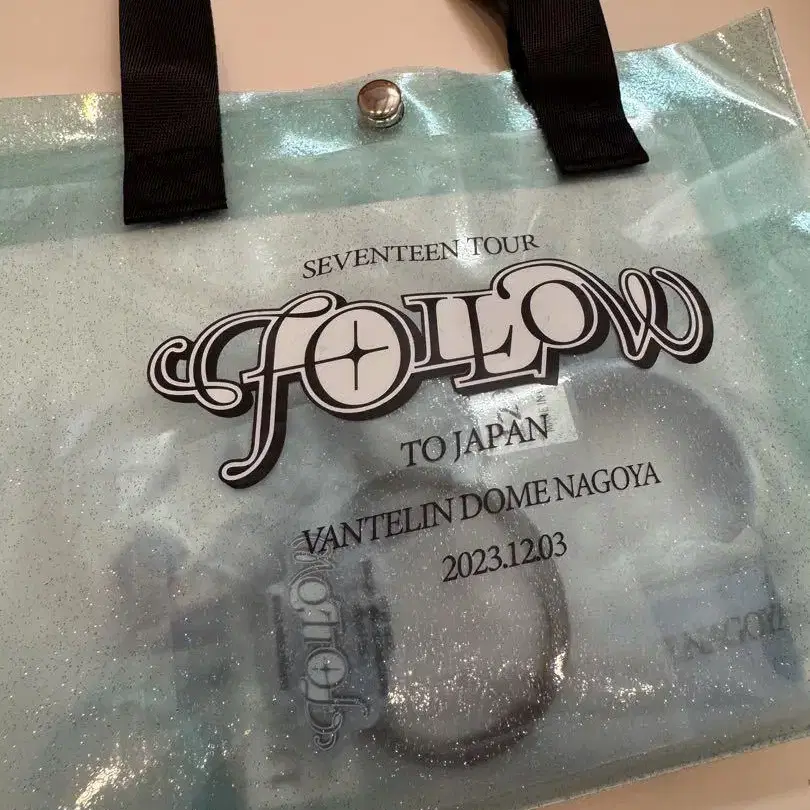 SEVENTEEN TOUR
FOLLOW
TO JAPAN
VANTELIN DOME NAGOYA
2023.12.03
FOLLOW
NAGOYA